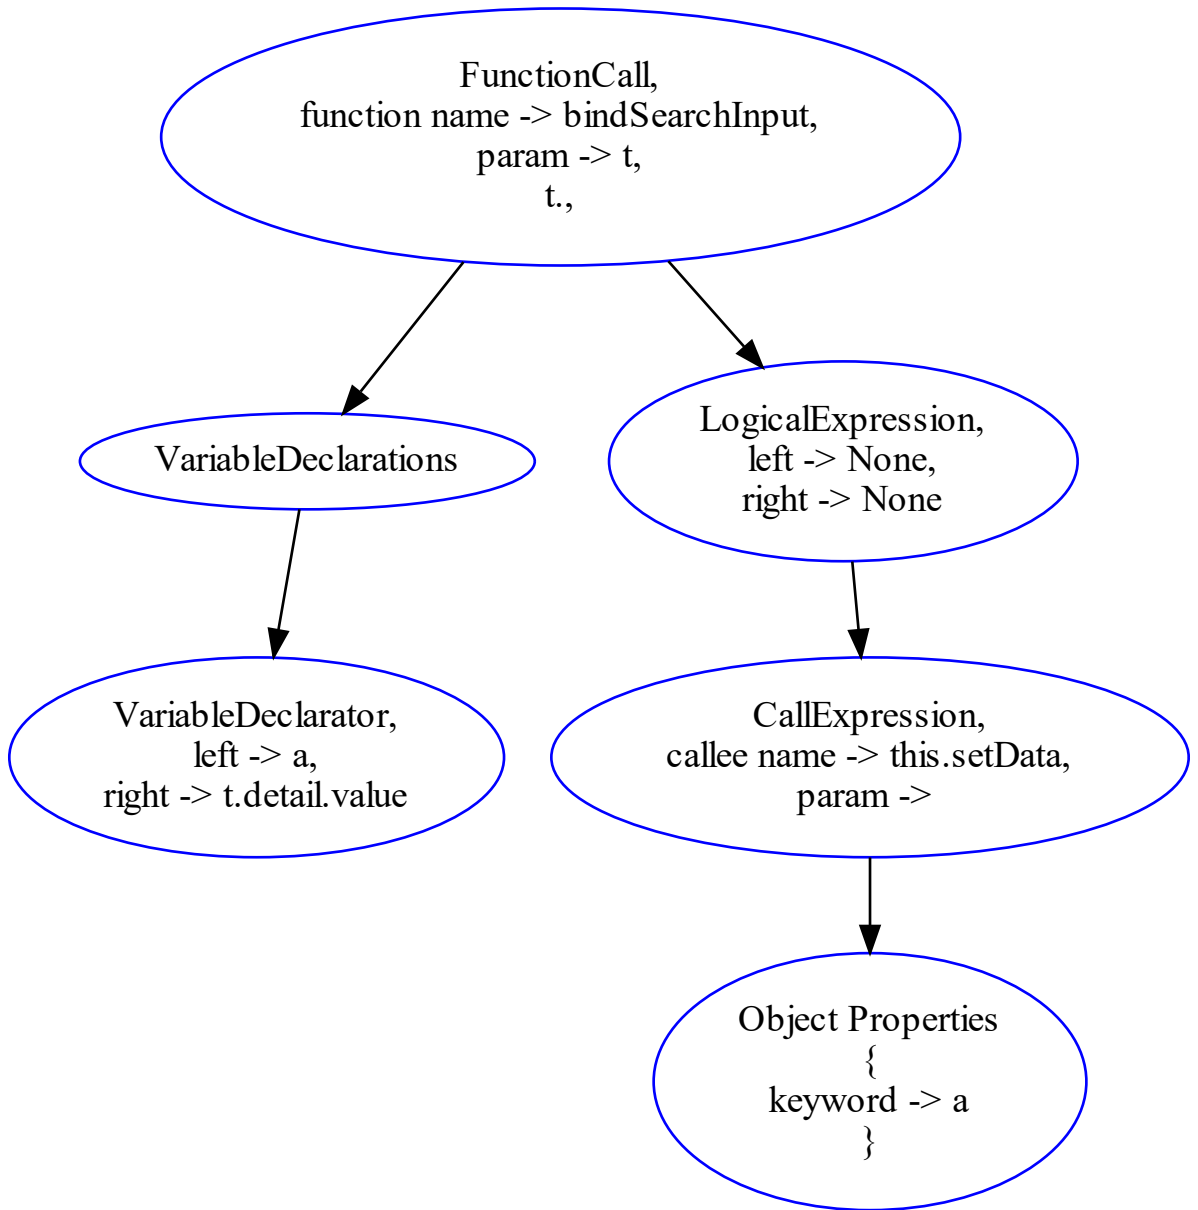 FunctionCall,
function name -> bindSearchInput,
param -> t,
t.,
VariableDeclarations
LogicalExpression,
left -> None,
right -> None
VariableDeclarator,
left -> a,
right -> t.detail.value
CallExpression,
callee name -> this.setData,
param ->
Object Properties
{
keyword -> a
}